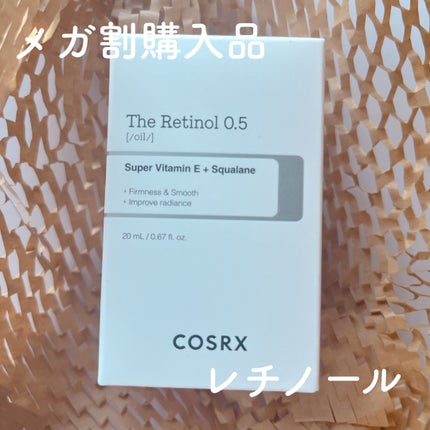 メガ割購入品
The Retinol 0.5
[/oil/]
Super Vitamin E + Squalane
• Firmness & Smooth
• Improve radiance
20 mL / 0.67 fl. oz.
COSRX
レチノール